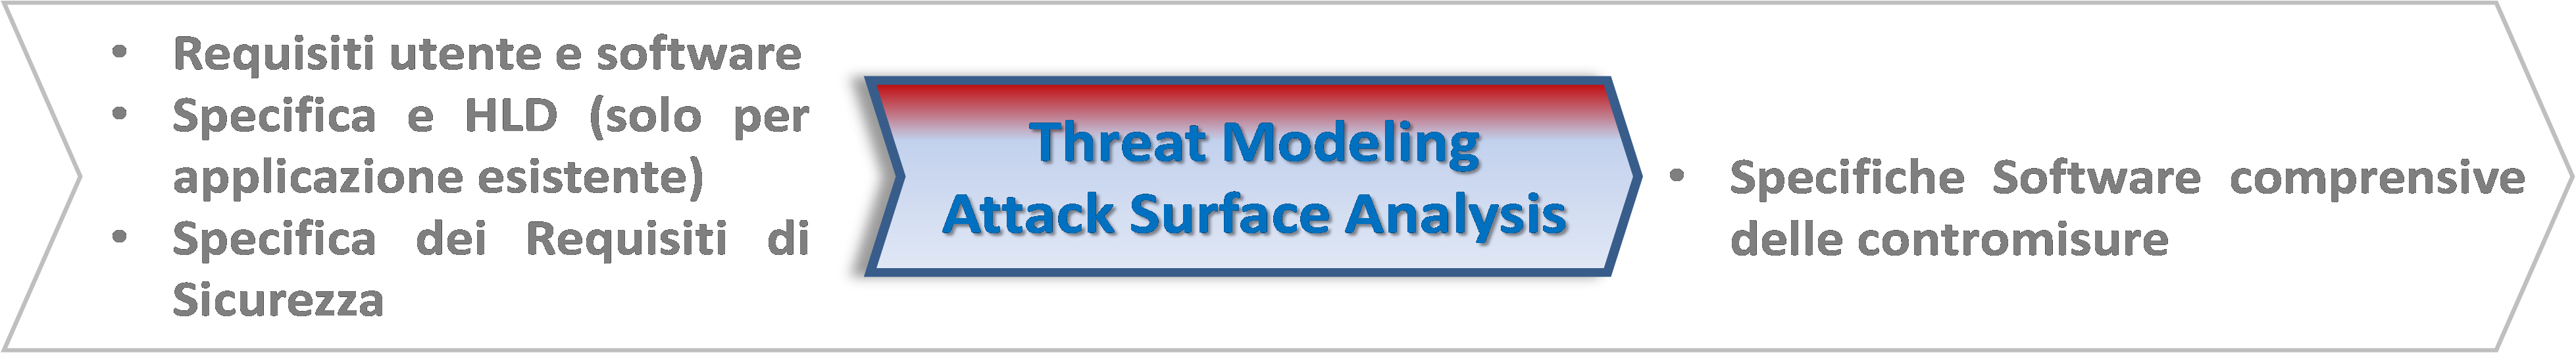 • Requisiti utente e software
• Specifica e HLD (solo per
applicazione esistente)
• Specifica dei Requisiti di
Sicurezza
Threat Modeling
Attack Surface Analysis
• Specifiche Software comprensive
delle contromisure